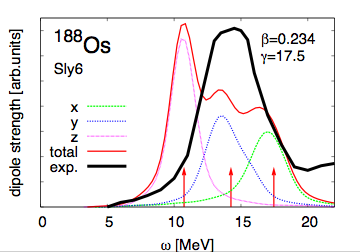 188Os
β=0.234
γ=17.5
Sly6
dipole strength [arb.units]
x
y
z
total
exp.
0 5 10 15 20
ω [MeV]